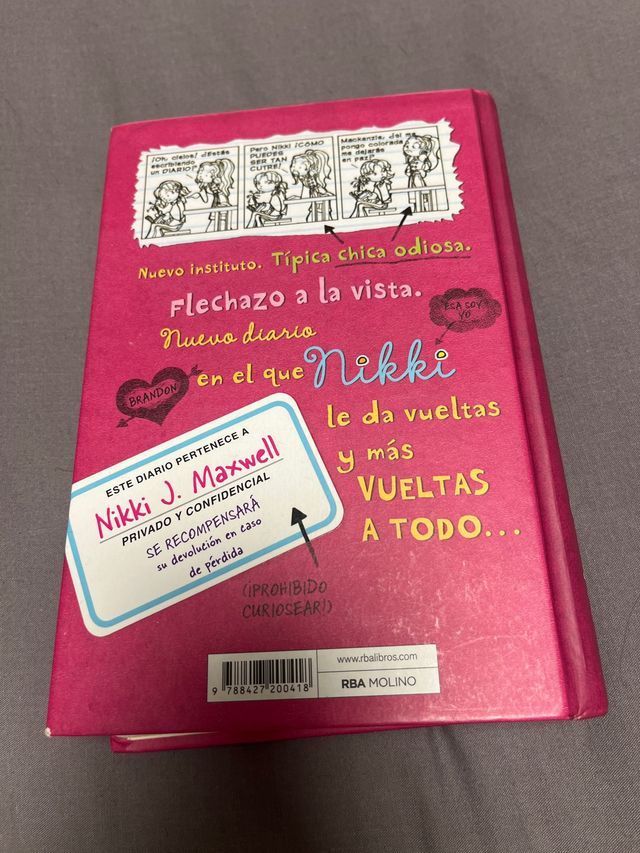 ¡Oh, cielos! ¿Estás
escribiendo
un DIARIO?
Pero Nikki ¡CÓMO
PUEDES
SER TAN
CUTRE!
Mackenzie, ¿si me
pongo colorada
me dejarás
en paz?
Nuevo instituto. Típica chica odiosa.
Flechazo a la vista.
Nuevo diario
ESA SOY
YO
en el que Nikki
BRANDON
le da vueltas
y más
VUELTAS
A TODO...
ESTE DIARIO PERTENECE A
Nikki J. Maxwell
PRIVADO Y CONFIDENCIAL
SE RECOMPENSARÁ
su devolución en caso
de pérdida
(¡PROHIBIDO
CURIOSEAR!)
www.rbalibros.com
RBA MOLINO
9 788427 200418